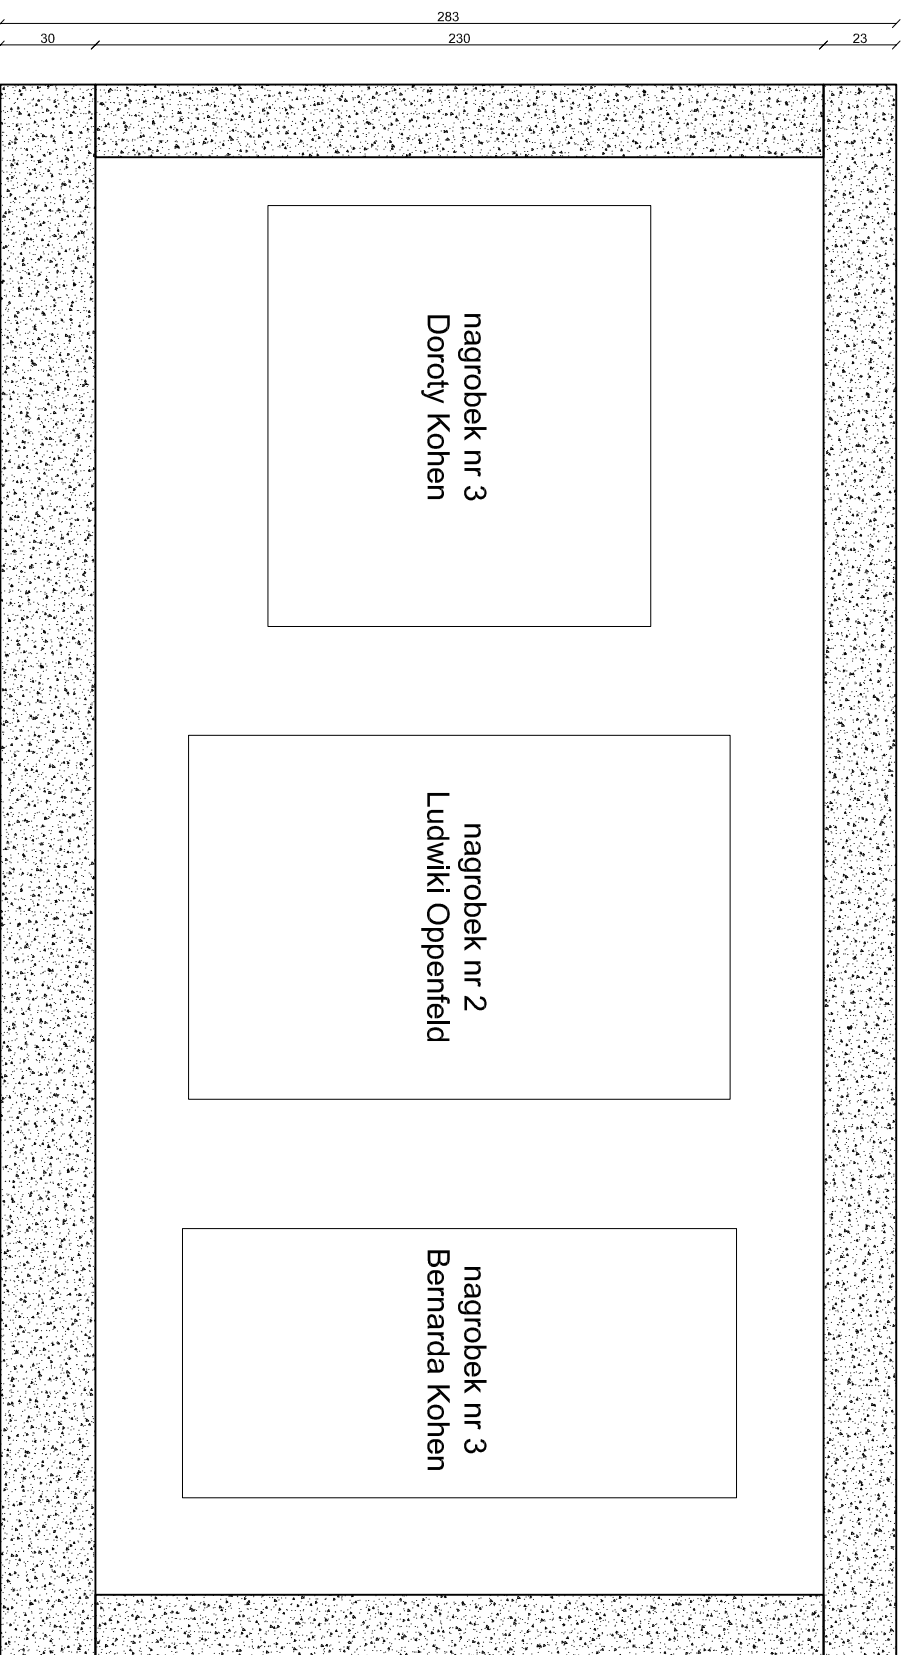 283
30
230
23
nagrobek nr 3
Doroty Kohen
nagrobek nr 2
Ludwiki Oppenfeld
nagrobek nr 3
Bernarda Kohen